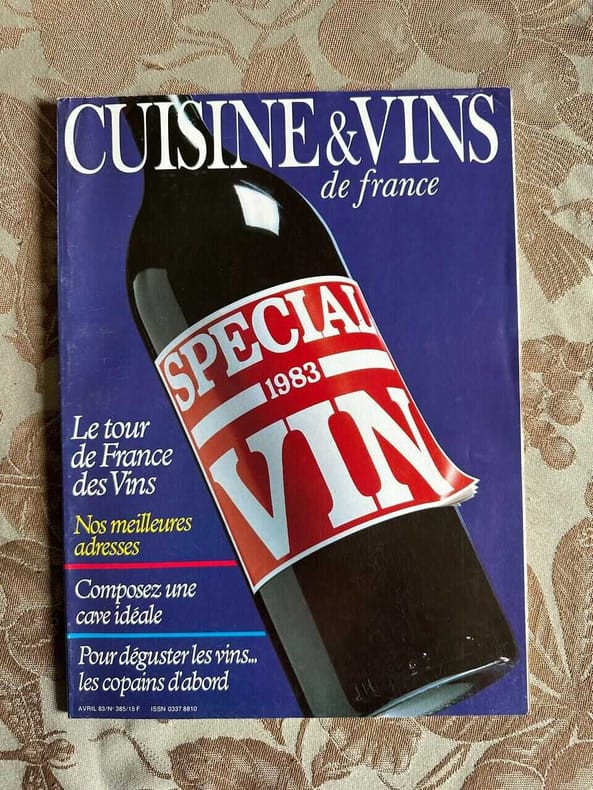 CUISINE & VINS
de france
SPECIAL
1983
VIN
Le tour
de France
des Vins
Nos meilleures
adresses
Composez une
cave idéale
Pour déguster les vins...
les copains d'abord
AVRIL 83/N° 385/15 F ISSN 0337 8810